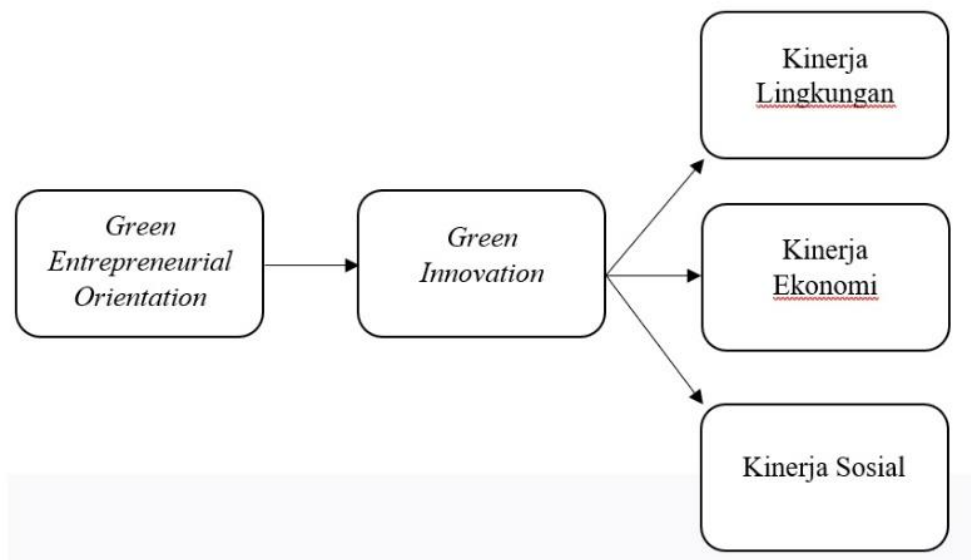 Green
Entrepreneurial
Orientation
Green
Innovation
Kinerja
Lingkungan
Kinerja
Ekonomi
Kinerja Sosial